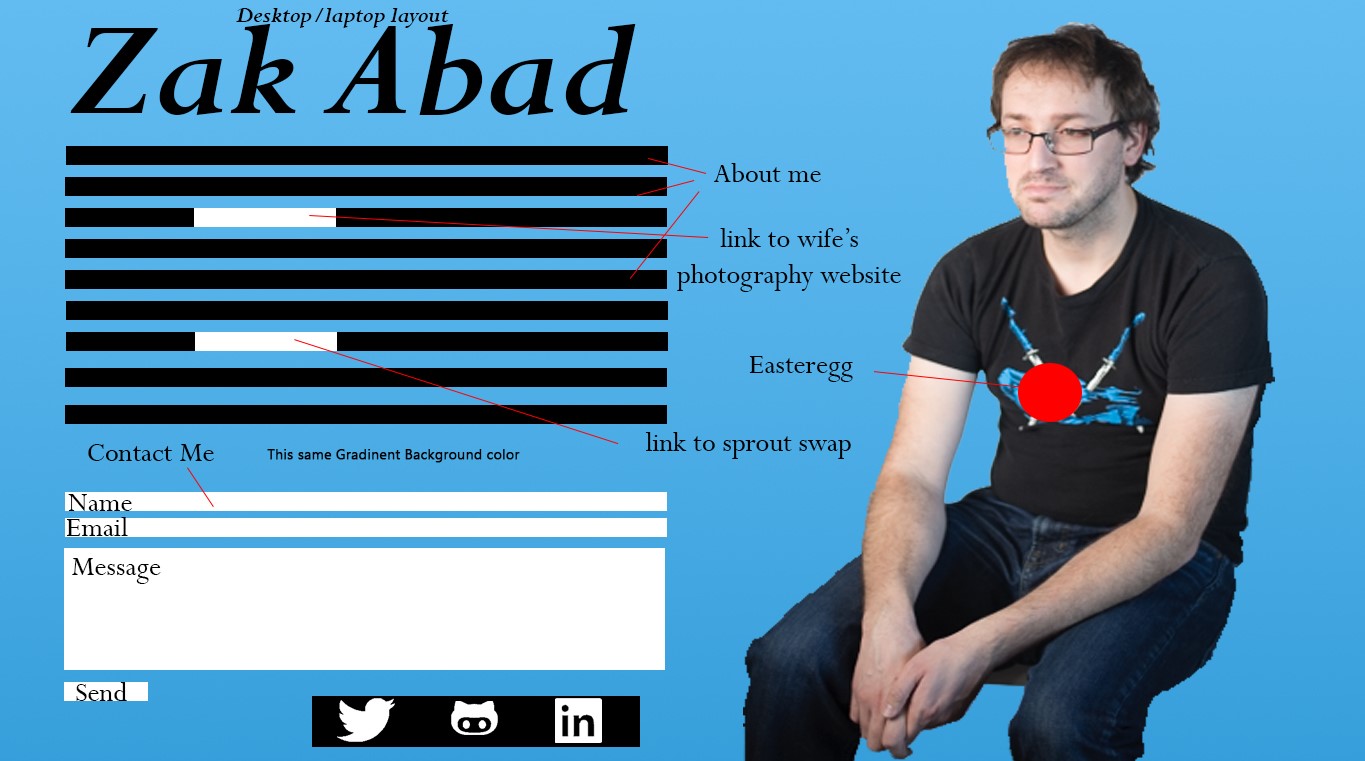 Desktop/laptop layout
Zak Abad
About me
link to wife's
photography website
Easteregg
link to sprout swap
Contact Me
This same Gradinent Background color
Name
Email
Message
Send
in